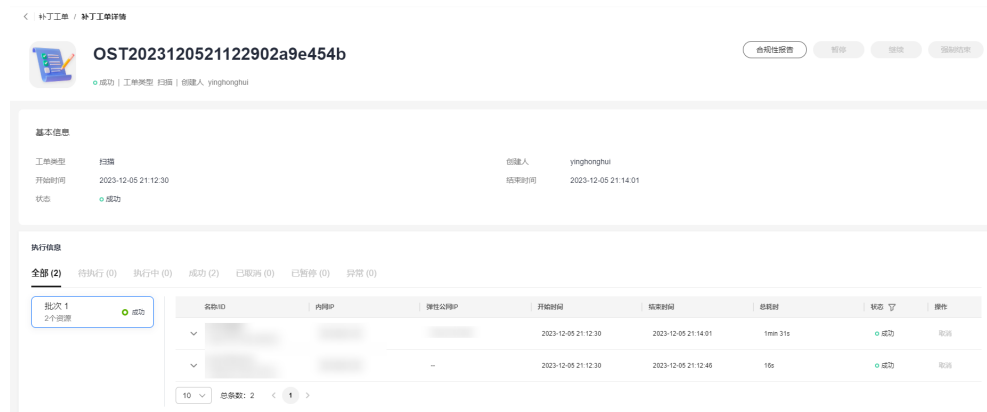 < 补丁工单 / 补丁工单详情
OST2023120521122902a9e454b
合规性报告 暂停 继续 强制结束
成功 | 工单类型 扫描 | 创建人 yinghonghui
基本信息
工单类型 扫描 创建人 yinghonghui
开始时间 2023-12-05 21:12:30 结束时间 2023-12-05 21:14:01
状态 成功
执行信息
全部 (2) 待执行 (0) 执行中 (0) 成功 (2) 已取消 (0) 已暂停 (0) 异常 (0)
批次 1 成功
2个资源
名称/ID 内网IP 弹性公网IP 开始时间 结束时间 总耗时 状态 操作
2023-12-05 21:12:30 2023-12-05 21:14:01 1min 31s 成功 取消
-- 2023-12-05 21:12:30 2023-12-05 21:12:46 16s 成功 取消
10 总条数: 2 < 1 >